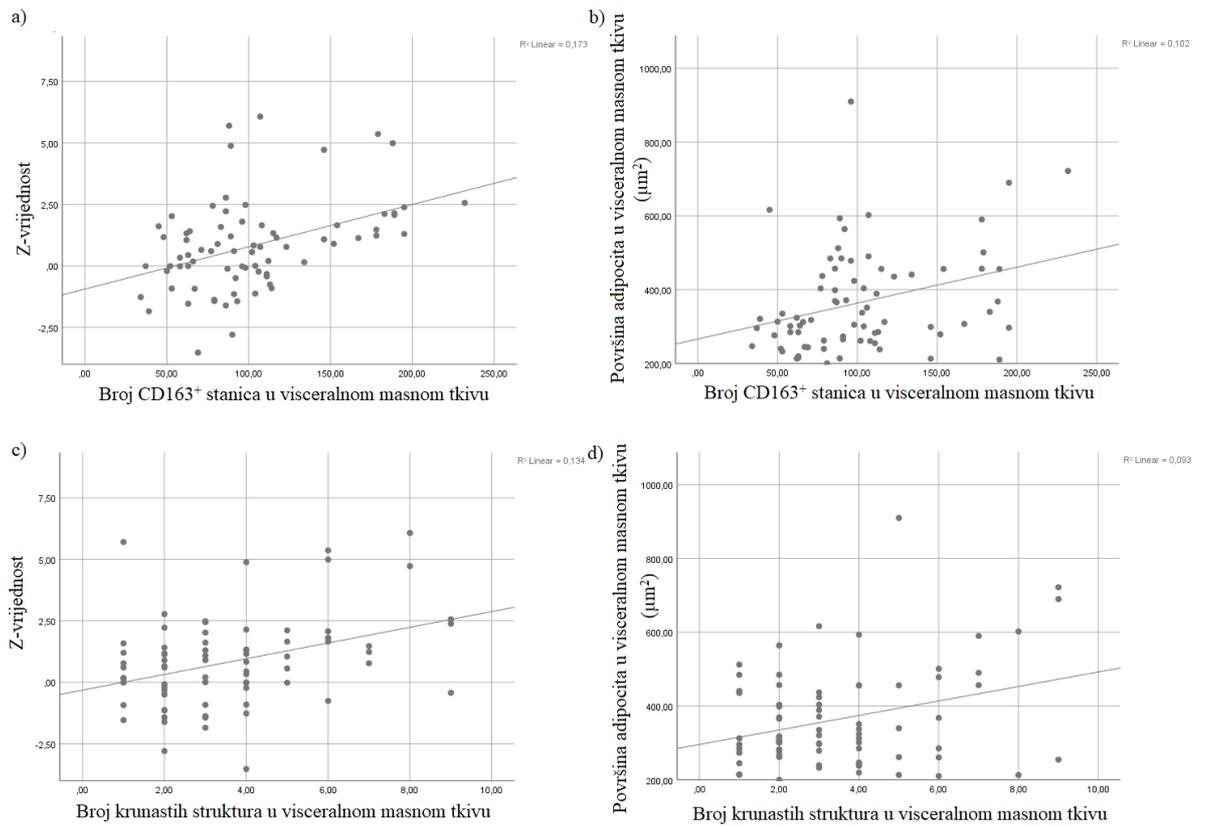 a)
R² Linear = 0,173
7,50
5,00
2,50
,00
-2,50
Z-vrijednost
,00 50,00 100,00 150,00 200,00 250,00
Broj CD163⁺ stanica u visceralnom masnom tkivu
b)
R² Linear = 0,102
1000,00
800,00
600,00
400,00
200,00
Površina adipocita u visceralnom masnom tkivu
(µm²)
,00 50,00 100,00 150,00 200,00 250,00
Broj CD163⁺ stanica u visceralnom masnom tkivu
c)
R² Linear = 0,134
7,50
5,00
2,50
,00
-2,50
Z-vrijednost
,00 2,00 4,00 6,00 8,00 10,00
Broj krunastih struktura u visceralnom masnom tkivu
d)
R² Linear = 0,093
1000,00
800,00
600,00
400,00
200,00
Površina adipocita u visceralnom masnom tkivu
(µm²)
,00 2,00 4,00 6,00 8,00 10,00
Broj krunastih struktura u visceralnom masnom tkivu